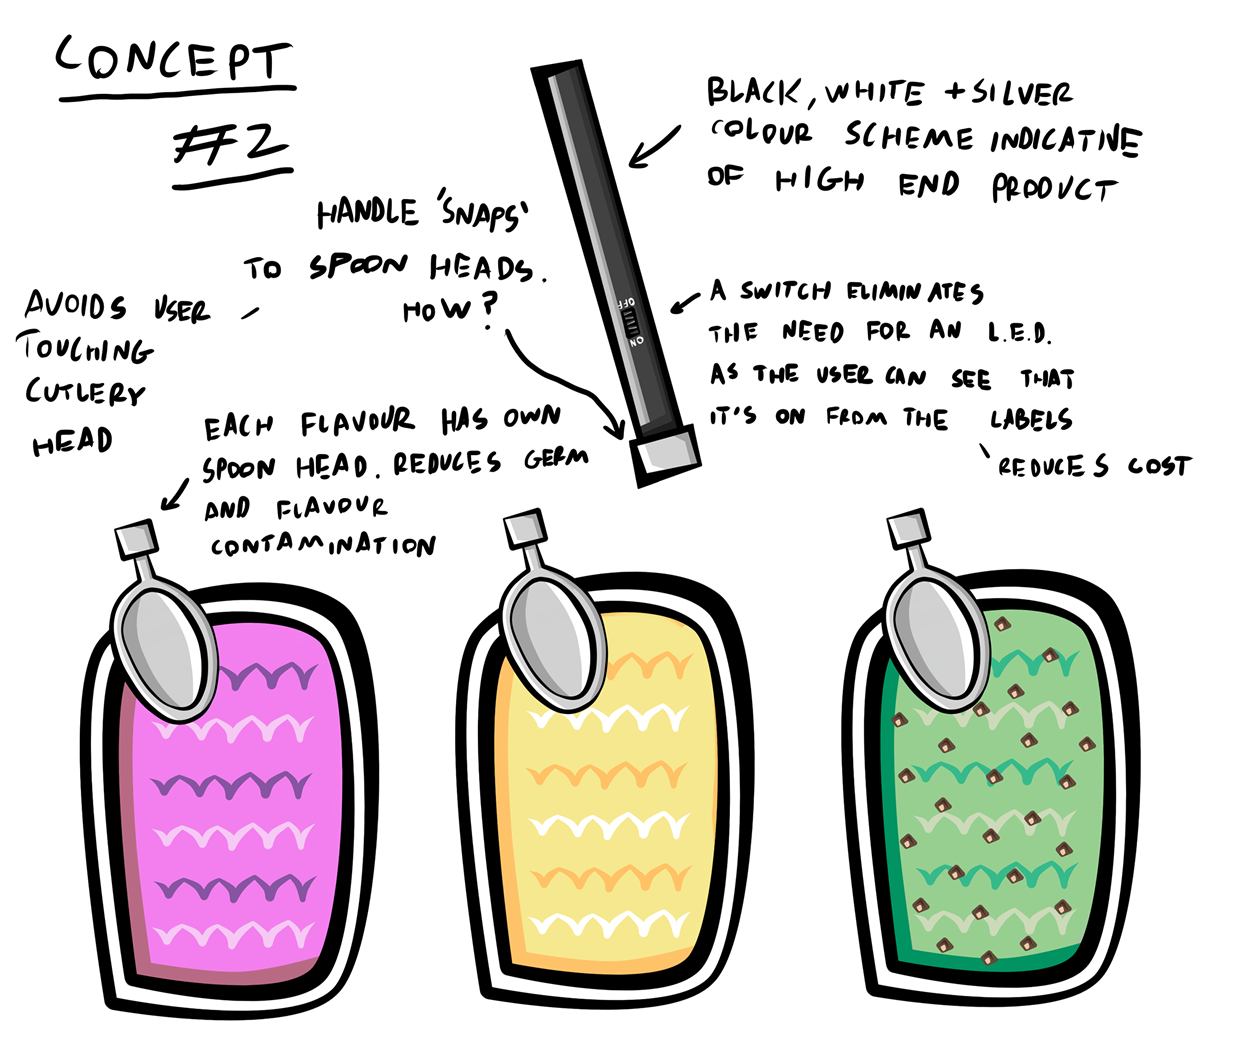 CONCEPT
#2
HANDLE 'SNAPS'
TO SPOON HEADS.
HOW?
AVOIDS USER
TOUCHING
CUTLERY
HEAD
EACH FLAVOUR HAS OWN
SPOON HEAD. REDUCES GERM
AND FLAVOUR
CONTAMINATION
BLACK, WHITE + SILVER
COLOUR SCHEME INDICATIVE
OF HIGH END PRODUCT
A SWITCH ELIMINATES
THE NEED FOR AN L.E.D.
AS THE USER CAN SEE THAT
IT'S ON FROM THE LABELS
REDUCES COST
OFF
ON